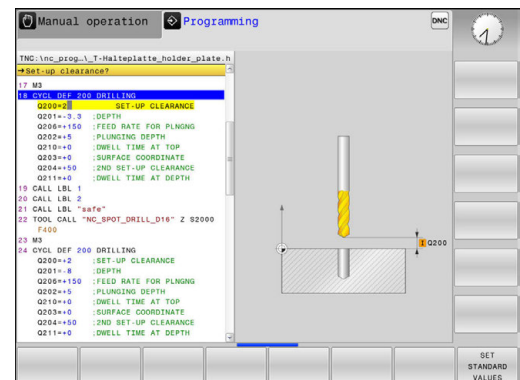 Manual operation
Programming
DNC
TNC:\nc_prog…\_T-Halteplatte_holder_plate.h
→Set-up clearance?
17 M3
18 CYCL DEF 200 DRILLING
Q200=2 SET-UP CLEARANCE
Q201=-3.3 ;DEPTH
Q206=+150 ;FEED RATE FOR PLNGNG
Q202=+5 ;PLUNGING DEPTH
Q210=+0 ;DWELL TIME AT TOP
Q203=+0 ;SURFACE COORDINATE
Q204=+50 ;2ND SET-UP CLEARANCE
Q211=+0 ;DWELL TIME AT DEPTH
19 CALL LBL 1
20 CALL LBL 2
21 CALL LBL "safe"
22 TOOL CALL "NC_SPOT_DRILL_D16" Z S2000
F400
23 M3
24 CYCL DEF 200 DRILLING
Q200=+2 ;SET-UP CLEARANCE
Q201=-8 ;DEPTH
Q206=+150 ;FEED RATE FOR PLNGNG
Q202=+5 ;PLUNGING DEPTH
Q210=+0 ;DWELL TIME AT TOP
Q203=+0 ;SURFACE COORDINATE
Q204=+50 ;2ND SET-UP CLEARANCE
Q211=+0 ;DWELL TIME AT DEPTH
I Q200
SET
STANDARD
VALUES